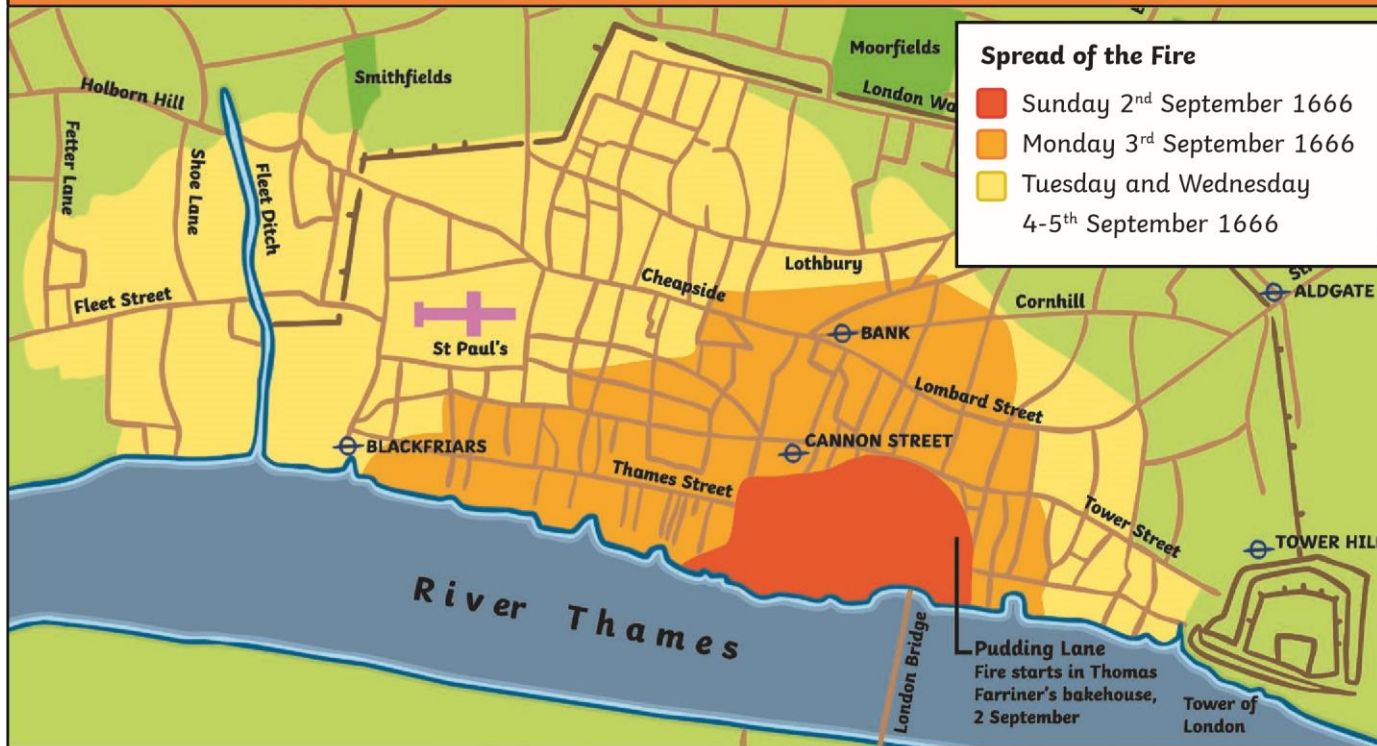 Moorfields
Smithfields
Holborn Hill
London Wa
Fetter Lane
Shoe Lane
Fleet Ditch
Spread of the Fire
Sunday 2nd September 1666
Monday 3rd September 1666
Tuesday and Wednesday
4-5th September 1666
Lothbury
Cheapside
Cornhill
ALDGATE
Fleet Street
St Paul's
BANK
Lombard Street
BLACKFRIARS
CANNON STREET
Thames Street
Tower Street
TOWER HILL
River Thames
London Bridge
Pudding Lane
Fire starts in Thomas
Farriner's bakehouse,
2 September
Tower of
London